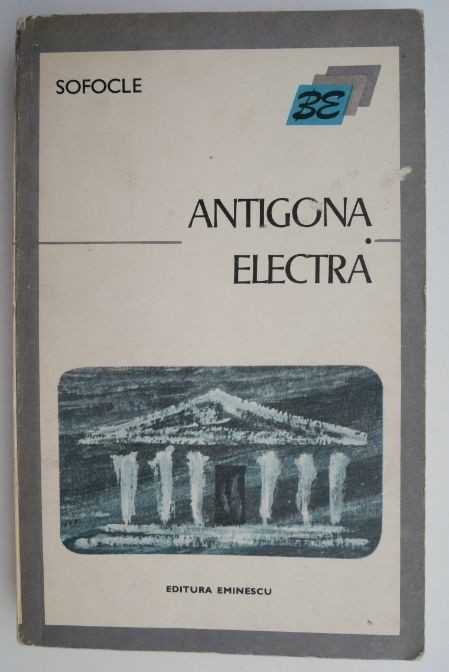 SOFOCLE
BE
ANTIGONA
ELECTRA
EDITURA EMINESCU